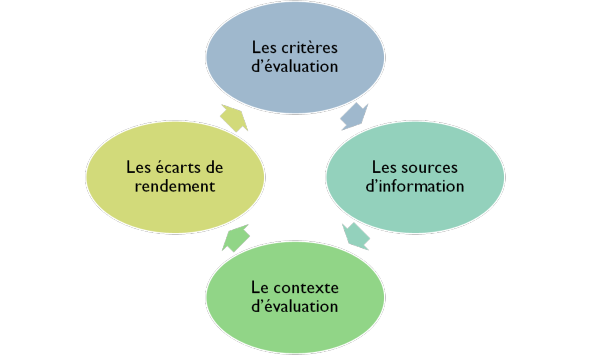 Les critères
d’évaluation
Les écarts de
rendement
Les sources
d’information
Le contexte
d’évaluation